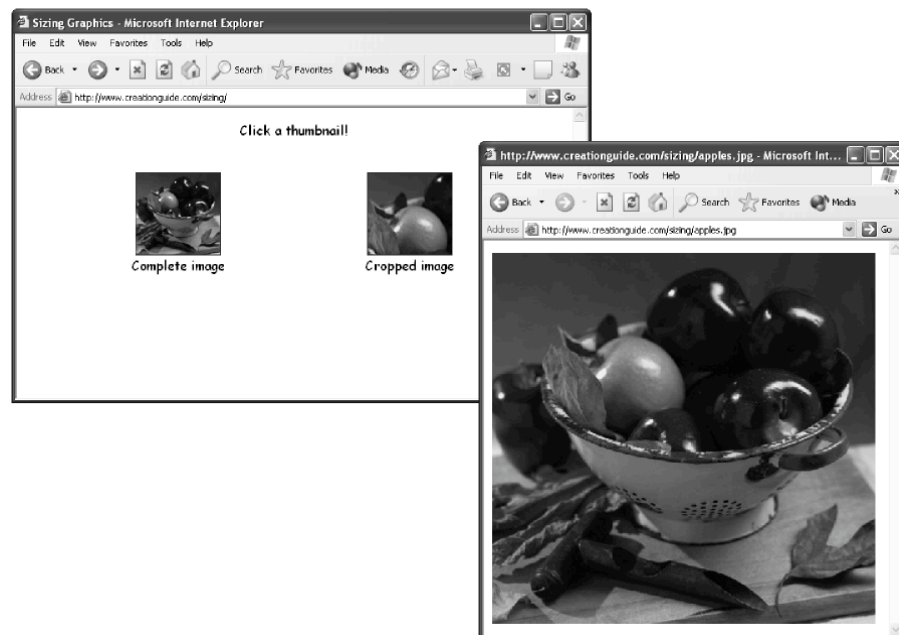 Sizing Graphics - Microsoft Internet Explorer
File Edit View Favorites Tools Help
Back Search Favorites Media
Address http://www.creationguide.com/sizing/ Go
Click a thumbnail!
Complete image Cropped image
http://www.creationguide.com/sizing/apples.jpg - Microsoft Int...
File Edit View Favorites Tools Help
Back Search Favorites Media »
Address http://www.creationguide.com/sizing/apples.jpg Go